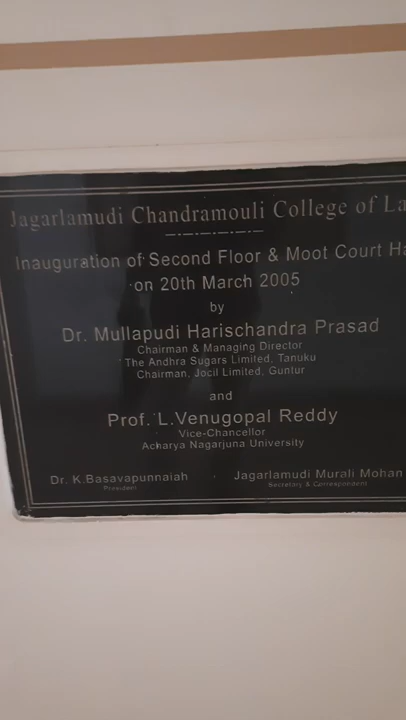 Jagarlamudi Chandramouli College of La
Inauguration of Second Floor & Moot Court Ha
on 20th March 2005
by
Dr. Mullapudi Harischandra Prasad
Chairman & Managing Director
The Andhra Sugars Limited, Tanuku
Chairman, Jocil Limited, Guntur
and
Prof. L.Venugopal Reddy
Vice-Chancellor
Acharya Nagarjuna University
Dr. K.Basavapunnaiah
President
Jagarlamudi Murali Mohan
Secretary & Correspondent